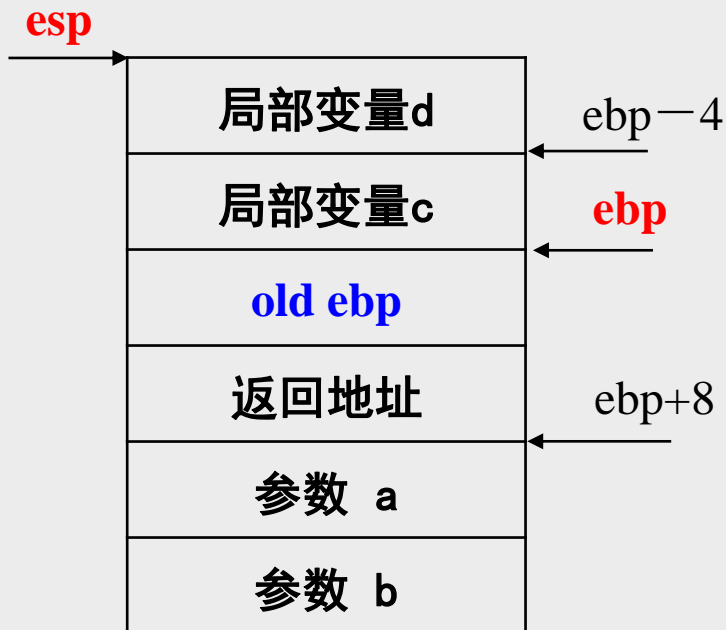 esp
局部变量d
ebp－4
局部变量c
ebp
old ebp
返回地址
ebp+8
参数 a
参数 b